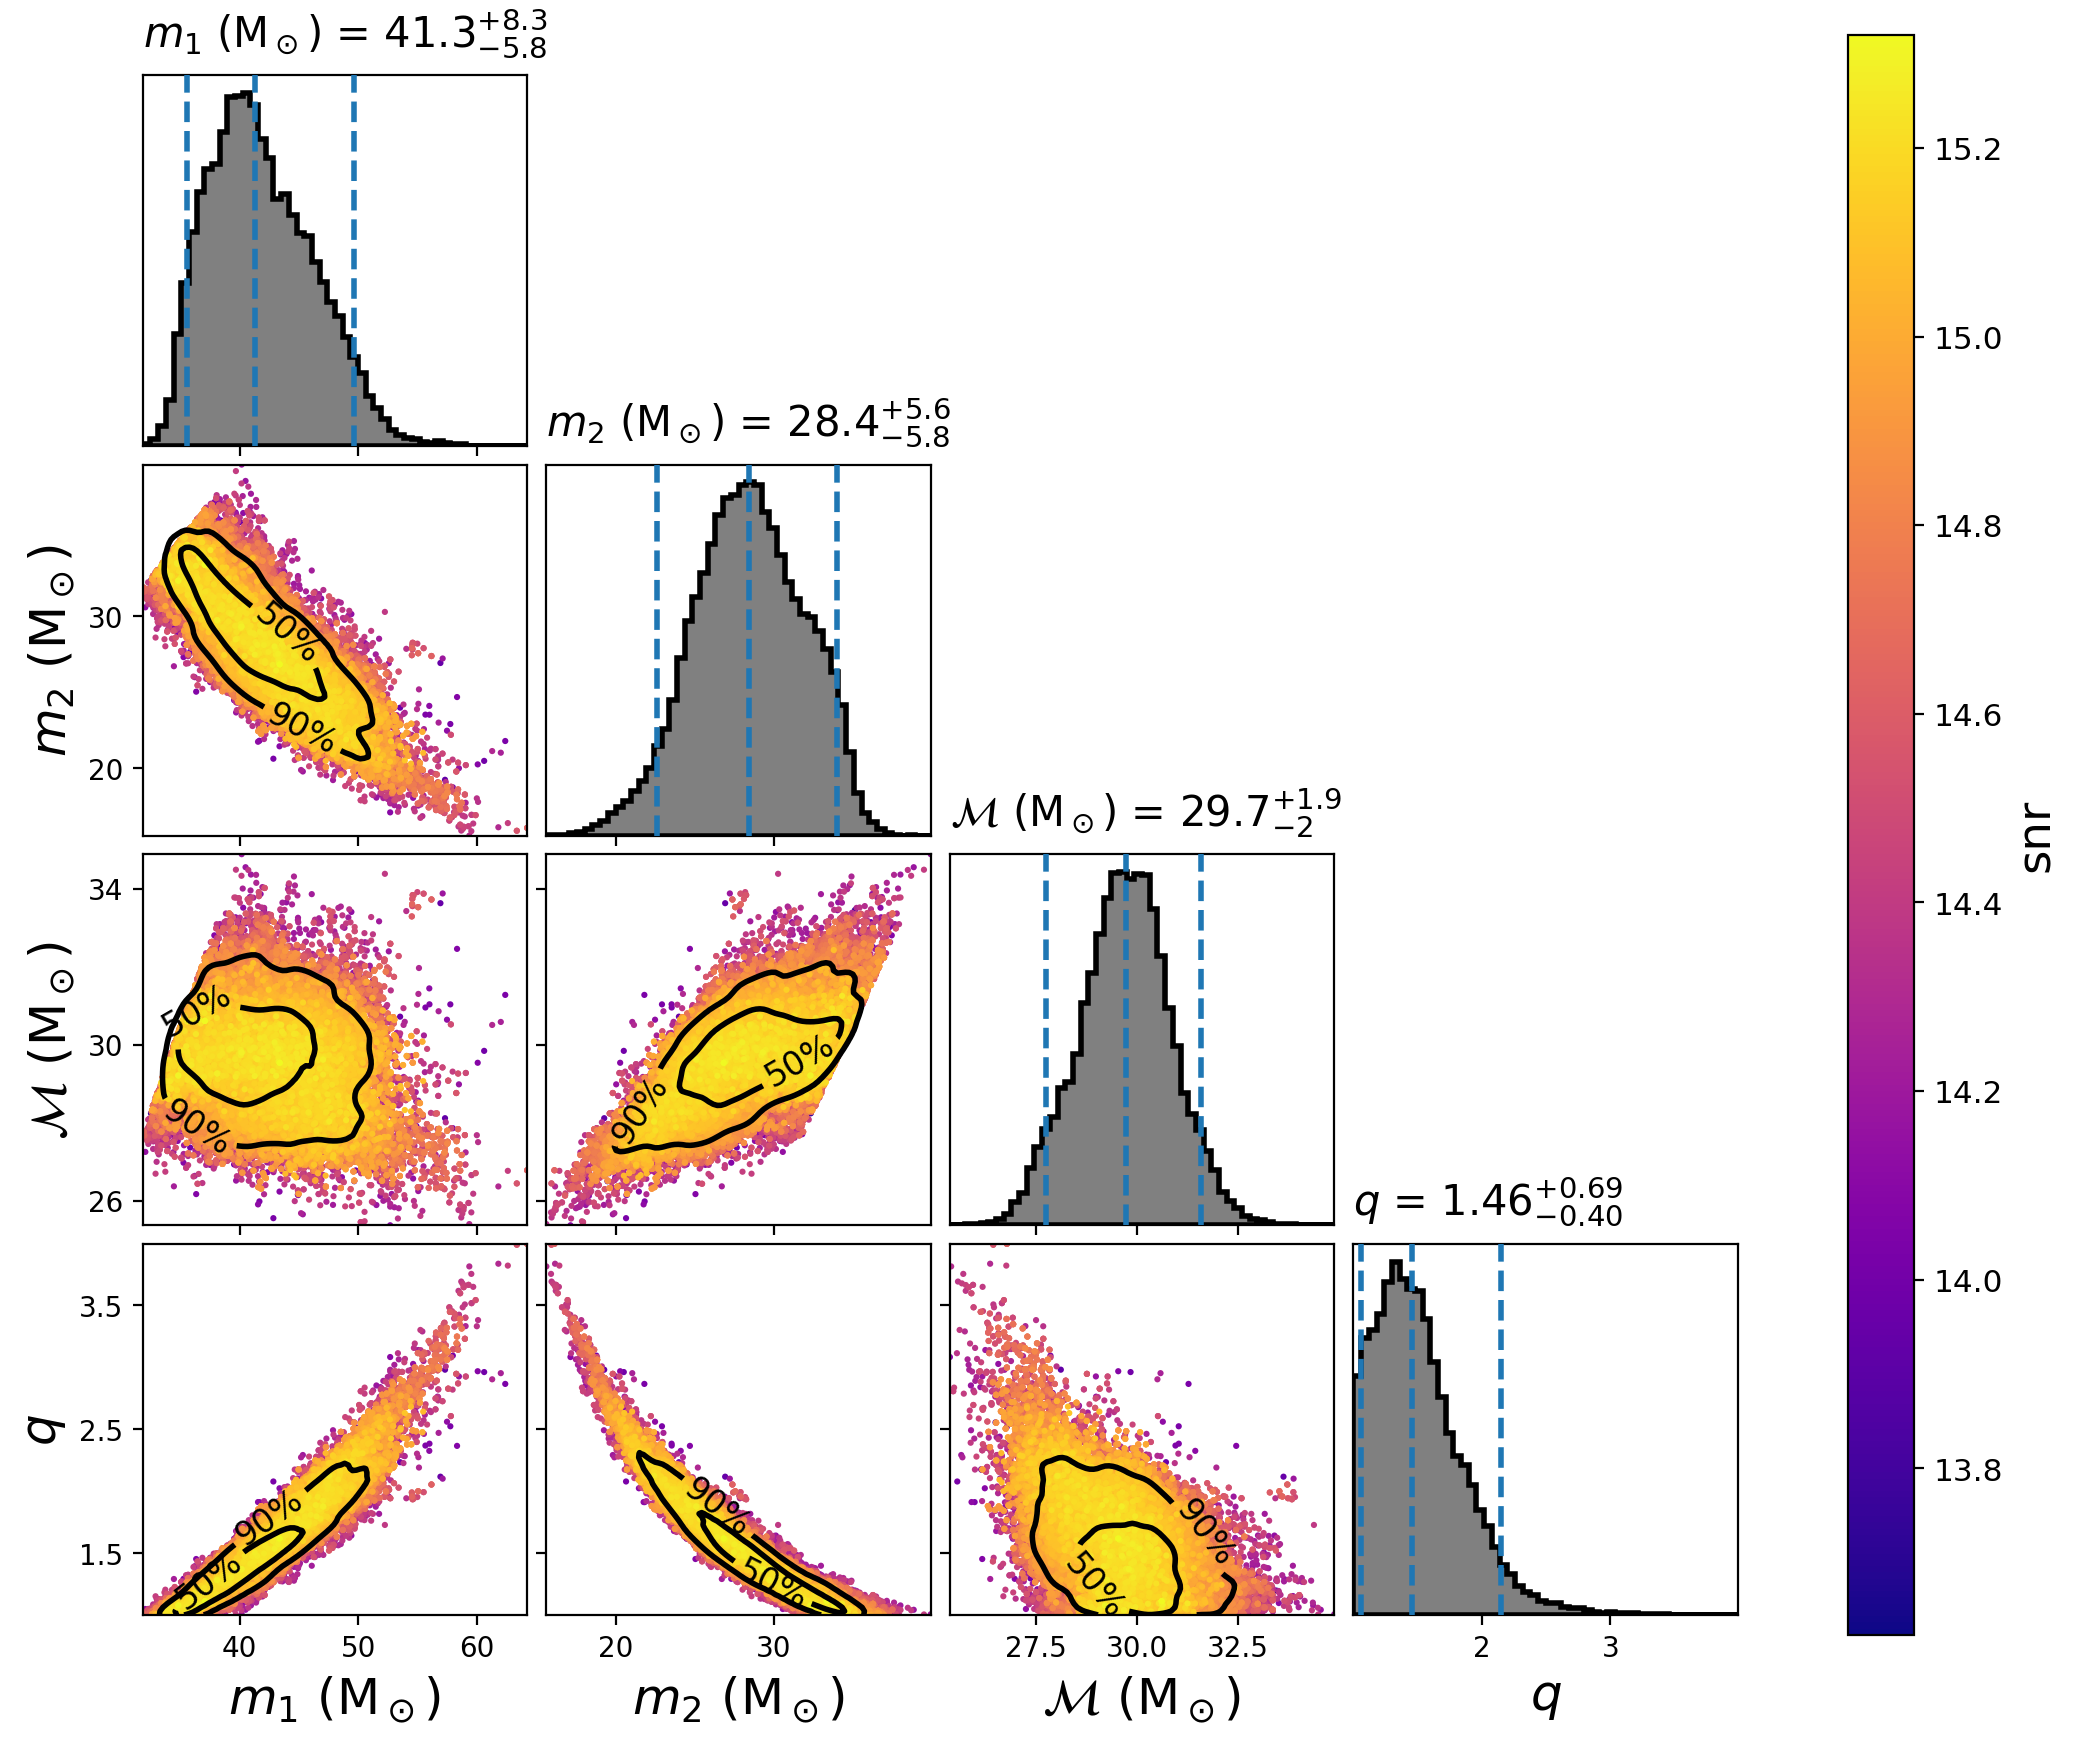 m₁ (M⊙) = 41.3+8.3−5.8
m₂ (M⊙) = 28.4+5.6−5.8
ℳ (M⊙) = 29.7+1.9−2
q = 1.46+0.69−0.40
m₂ (M⊙)
30
20
50%
90%
ℳ (M⊙)
34
30
26
50%
90%
90%
50%
q
3.5
2.5
1.5
90%
50%
90%
50%
90%
50%
40 50 60
20 30
27.5 30.0 32.5
2 3
m₁ (M⊙)
m₂ (M⊙)
ℳ (M⊙)
q
15.2
15.0
14.8
14.6
14.4
14.2
14.0
13.8
snr